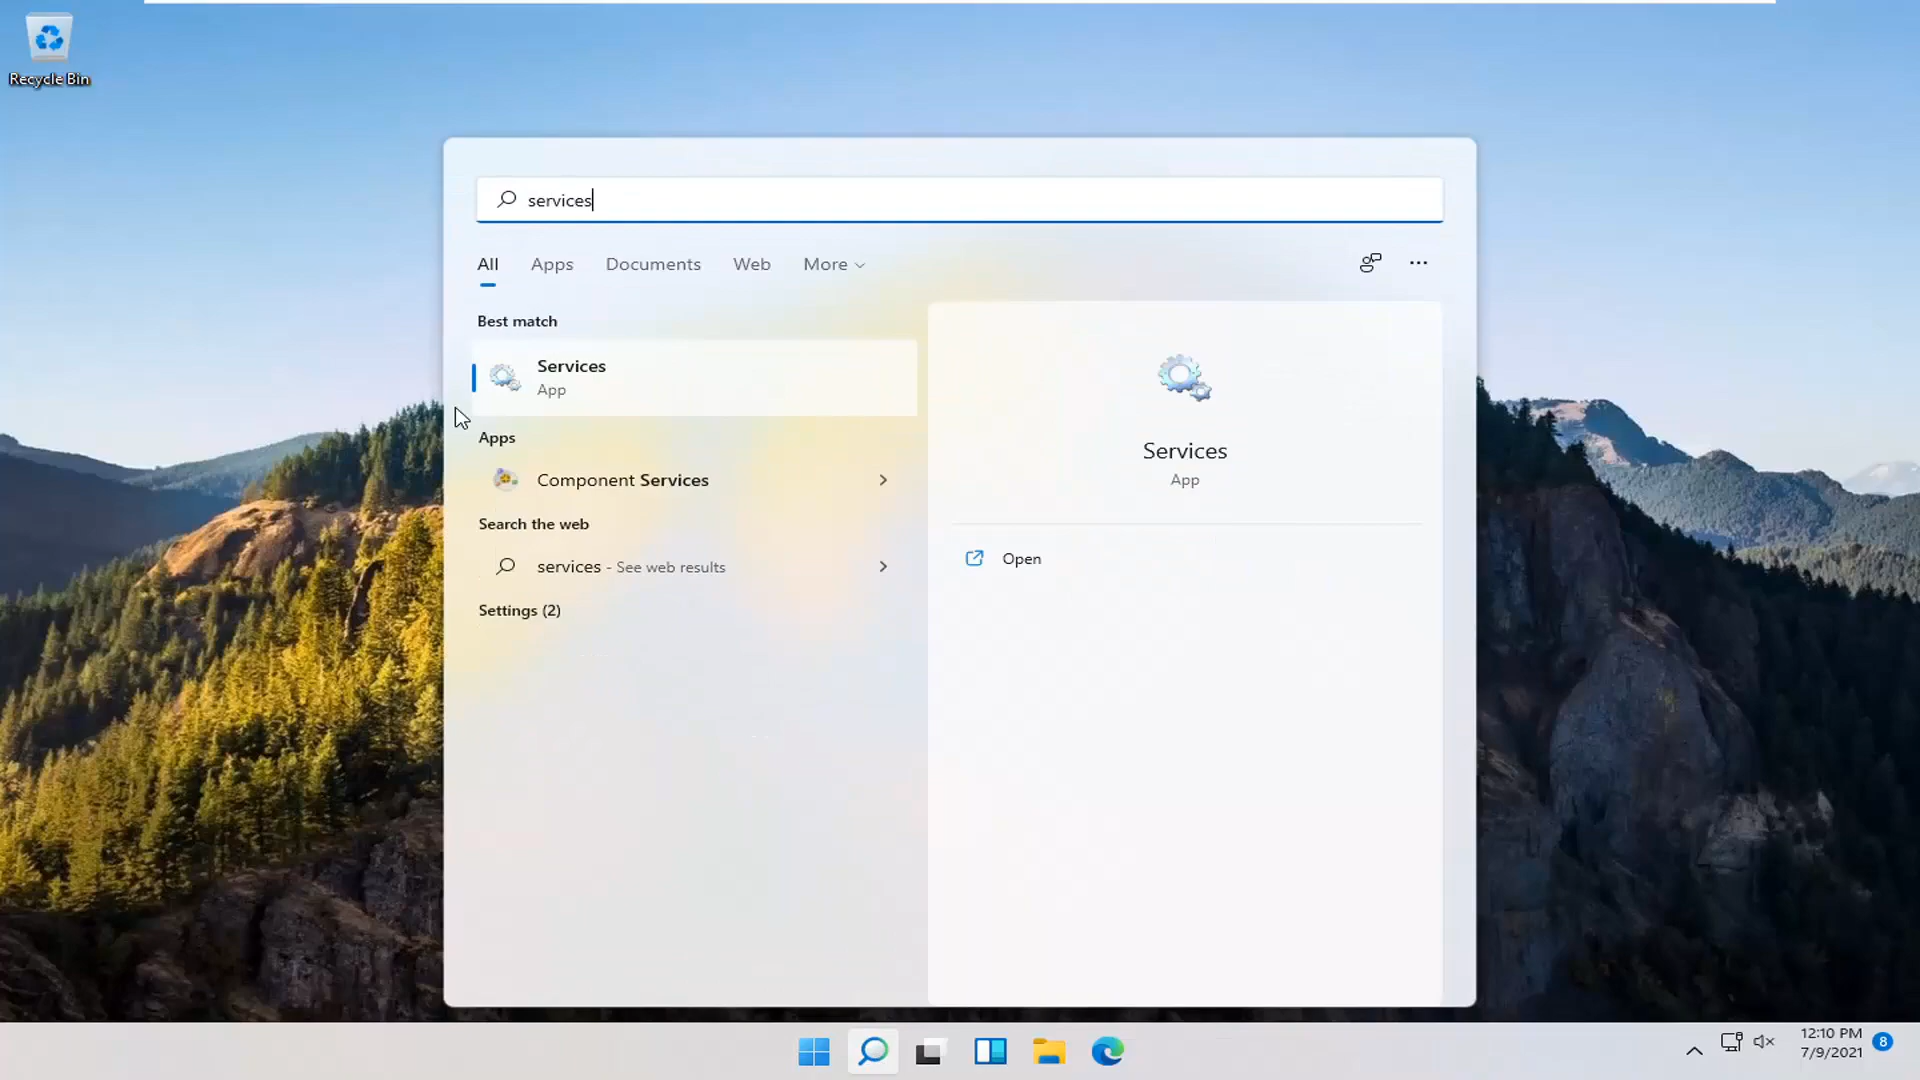 Recycle Bin
services
All Apps Documents Web More
Best match
Services
App
Apps
Component Services
Search the web
services - See web results
Settings (2)
Services
App
Open
12:10 PM
7/9/2021
8